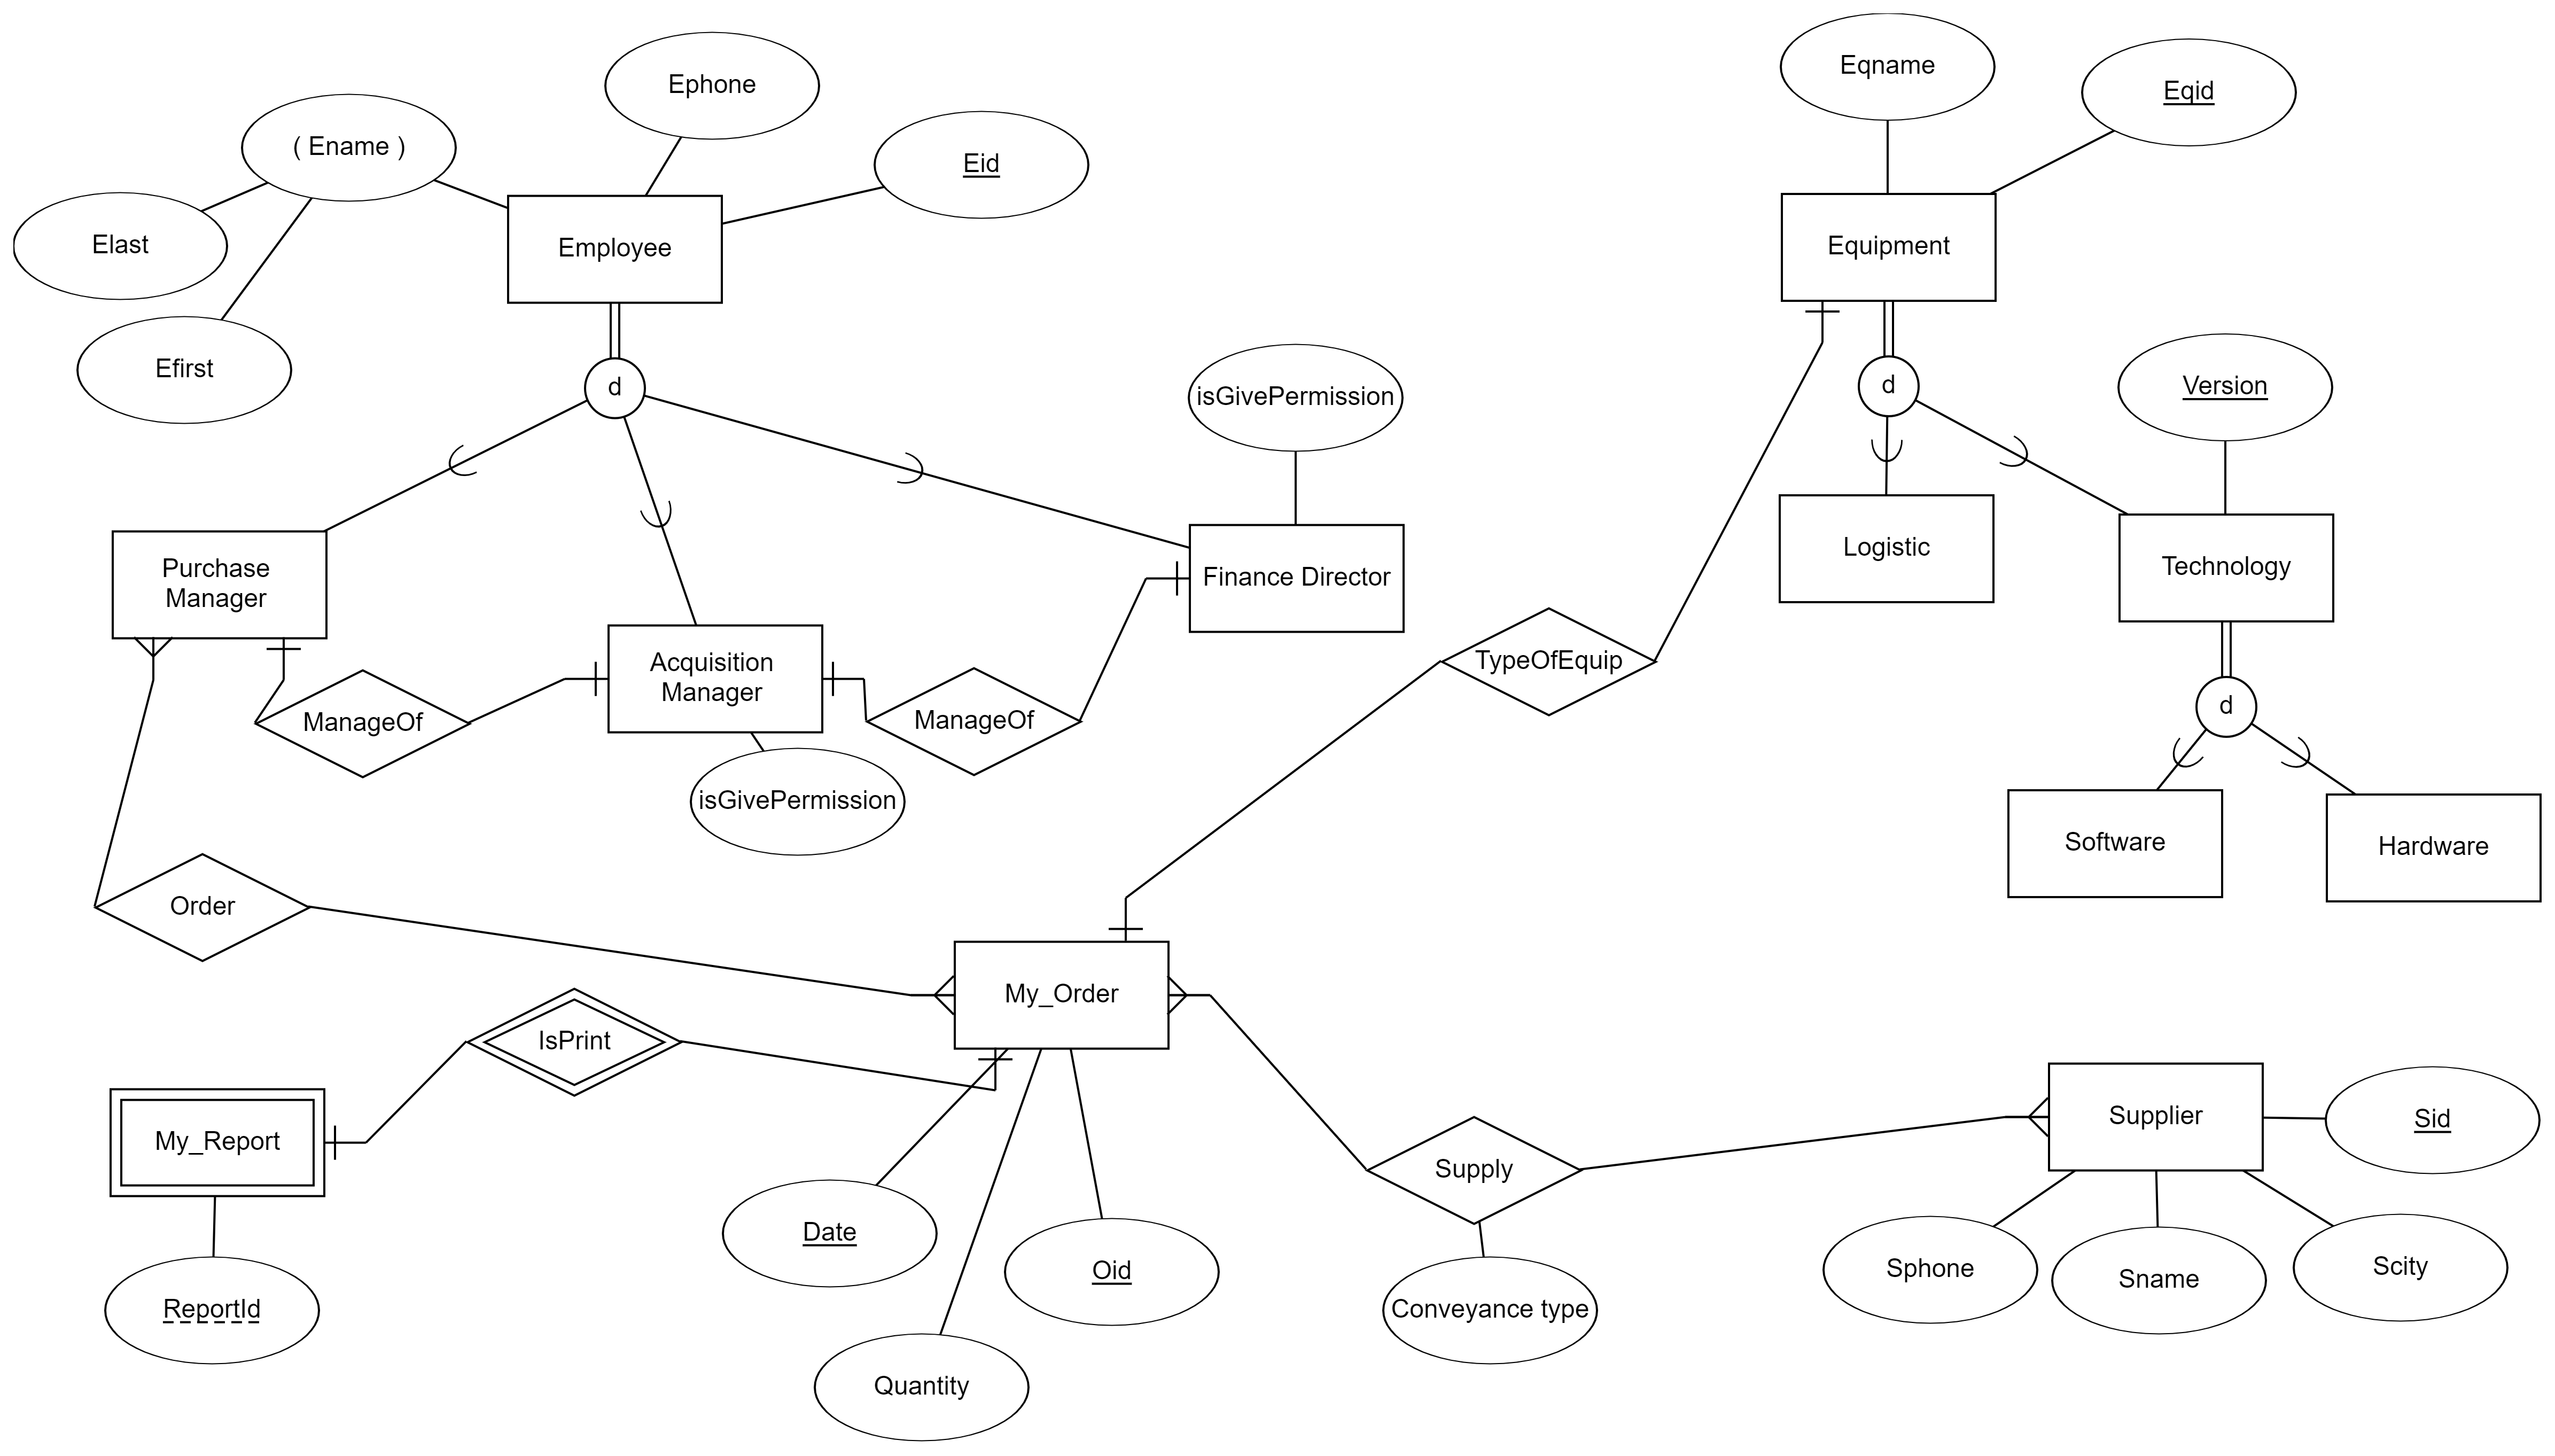 Eqname
Ephone
Eqid
( Ename )
Eid
Elast
Employee
Equipment
Efirst
d
d
isGivePermission
Version
Purchase
Manager
Logistic
Technology
Finance Director
Acquisition
Manager
TypeOfEquip
ManageOf
ManageOf
d
isGivePermission
Software
Hardware
Order
My_Order
IsPrint
My_Report
Supplier
Sid
Supply
Date
Oid
Sphone
Sname
Scity
ReportId
Conveyance type
Quantity